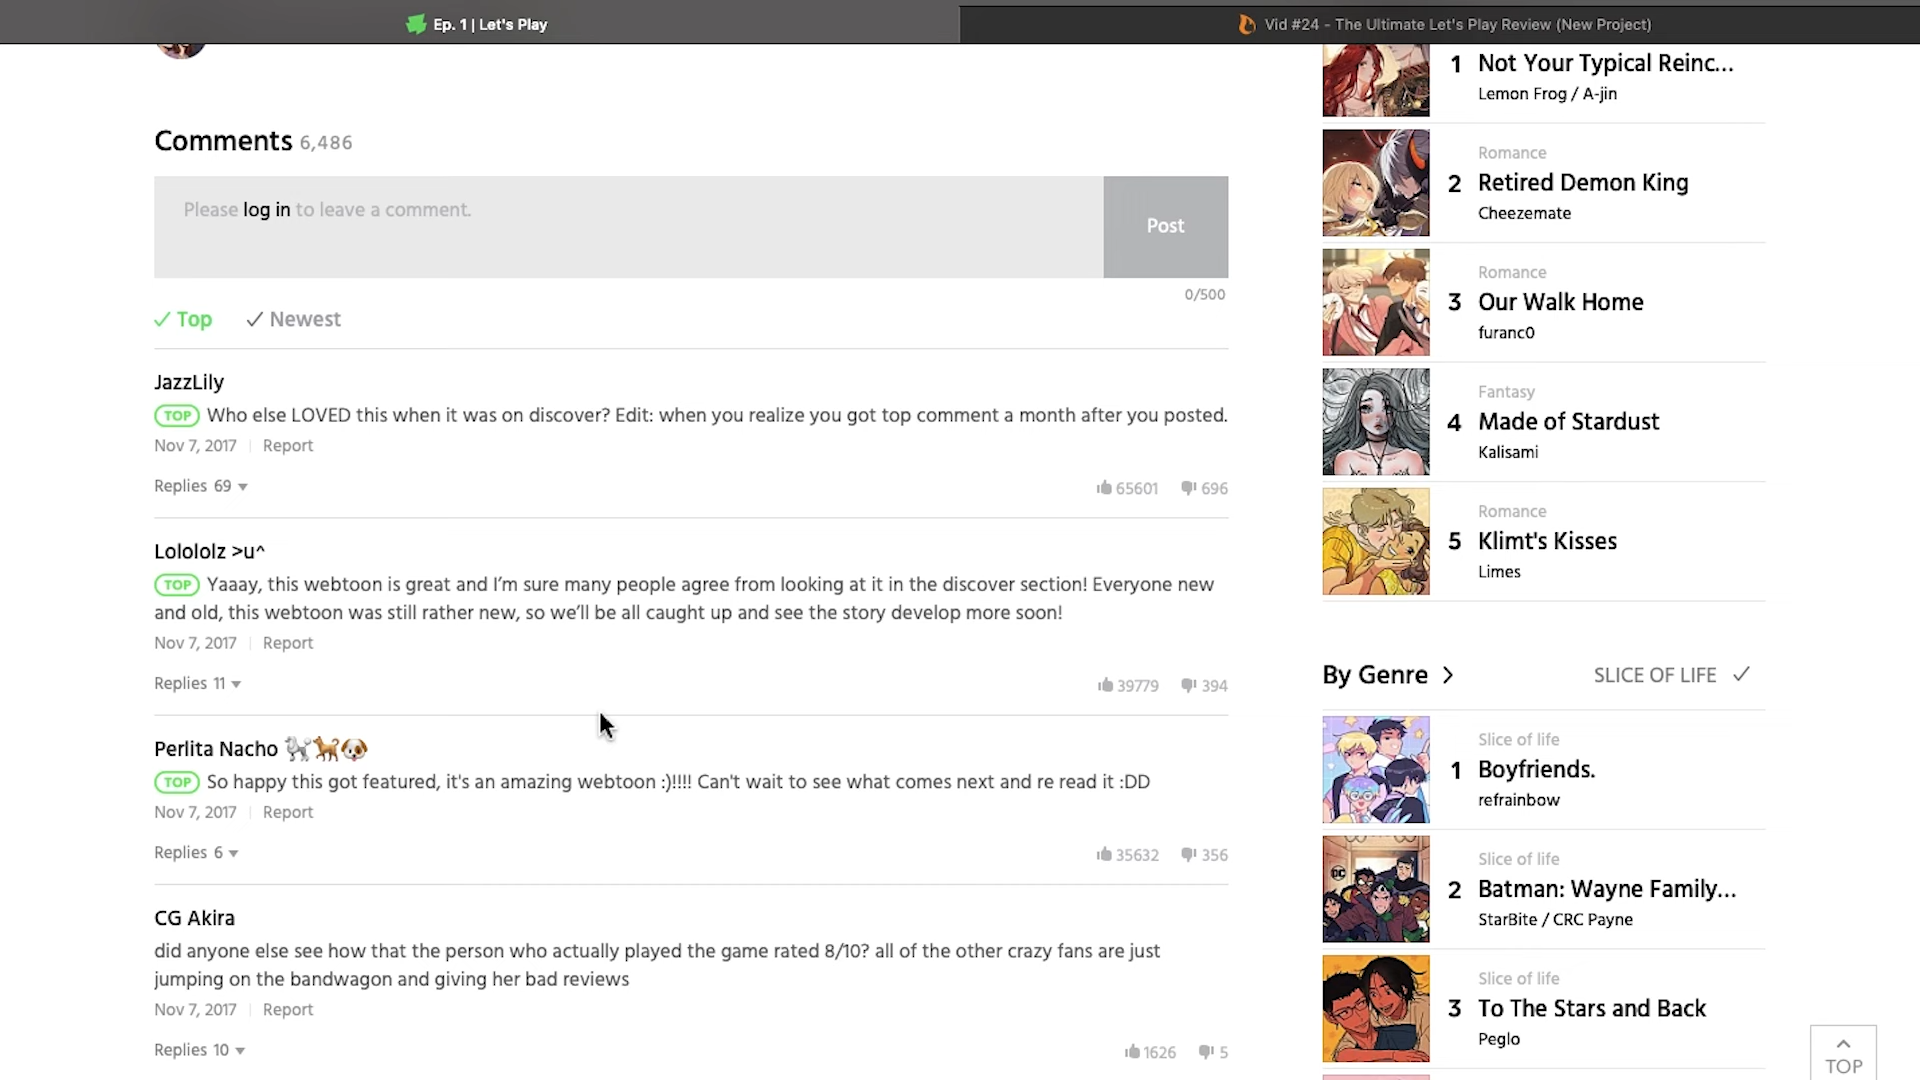 Ep. 1 | Let's Play
Vid #24 - The Ultimate Let's Play Review (New Project)
Comments 6,486
Please log in to leave a comment.
Post
0/500
Top
Newest
JazzLily
TOP Who else LOVED this when it was on discover? Edit: when you realize you got top comment a month after you posted.
Nov 7, 2017 | Report
Replies 69
65601 696
Lolololz >u^
TOP Yaaay, this webtoon is great and I'm sure many people agree from looking at it in the discover section! Everyone new
and old, this webtoon was still rather new, so we'll be all caught up and see the story develop more soon!
Nov 7, 2017 | Report
Replies 11
39779 394
Perlita Nacho 🐩🐕🐶
TOP So happy this got featured, it's an amazing webtoon :)!!!! Can't wait to see what comes next and re read it :DD
Nov 7, 2017 | Report
Replies 6
35632 356
CG Akira
did anyone else see how that the person who actually played the game rated 8/10? all of the other crazy fans are just
jumping on the bandwagon and giving her bad reviews
Nov 7, 2017 | Report
Replies 10
1626 5
1 Not Your Typical Reinc...
Lemon Frog / A-jin
Romance
2 Retired Demon King
Cheezemate
Romance
3 Our Walk Home
furanc0
Fantasy
4 Made of Stardust
Kalisami
Romance
5 Klimt's Kisses
Limes
By Genre
SLICE OF LIFE
Slice of life
1 Boyfriends.
refrainbow
DC
Slice of life
2 Batman: Wayne Family...
StarBite / CRC Payne
Slice of life
3 To The Stars and Back
Peglo
TOP